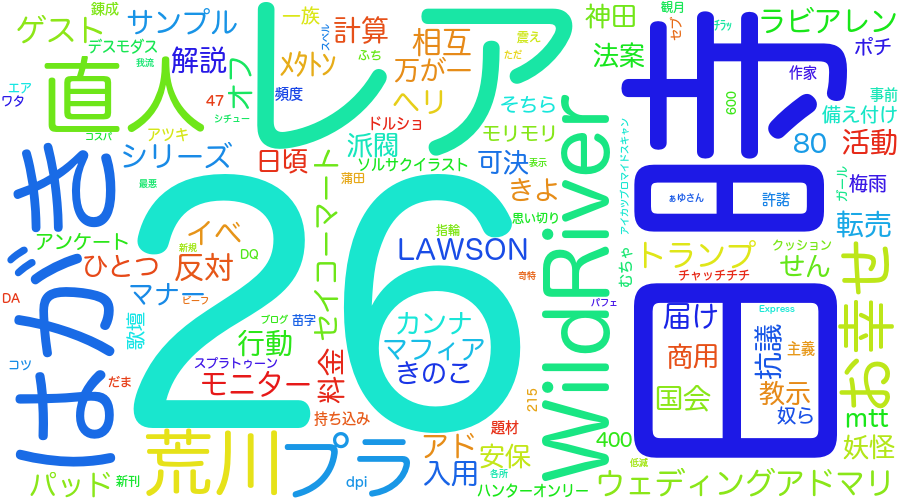 錬成
ゲスト
サンプル
一族
計算
スペル
レア
相互
震え
ただ
神田
観月
セブ
ﾁﾗｯ
ラビアレン
ポチ
デスモダス
我流
解説
オフ
ﾒﾀﾄﾝ
ふち
万が一
法案
サブ
作家
エア
ワタ
直人
47
シチュー
頻度
ヘリ
そちら
600
事前
備え付け
コスパ
アツキ
ドルショ
モリモリ
80
活動
シリーズ
日頃
派閥
ソルサクイラスト
可決
表示
アイカツブロマイドスキャン
はがき
最悪
26
蒲田
きよ
WildRiver
日
田
ぁゆさん
許諾
ガール
梅雨
転売
思い切り
指輪
アンケート
イベ
新規
DQ
セイコーマート
LAWSON
むちゃ
トランプ
クッション
せん
お幸せ
ひとつ
反対
奇特
チャッチチチ
DA
マナー
ビーフ
パフェ
歌壇
ブログ
苗字
カンナ
届け
Express
行動
マフィア
抗議
主義
コツ
スプラトゥーン
きのこ
商用
だま
モニター
料金
215
国会
教示
奴ら
mtt
持ち込み
題材
荒川
プラ
アド
安保
400
妖怪
パッド
新刊
dpi
入用
各所
低減
ハンターオンリー
ウェディングアドマリ